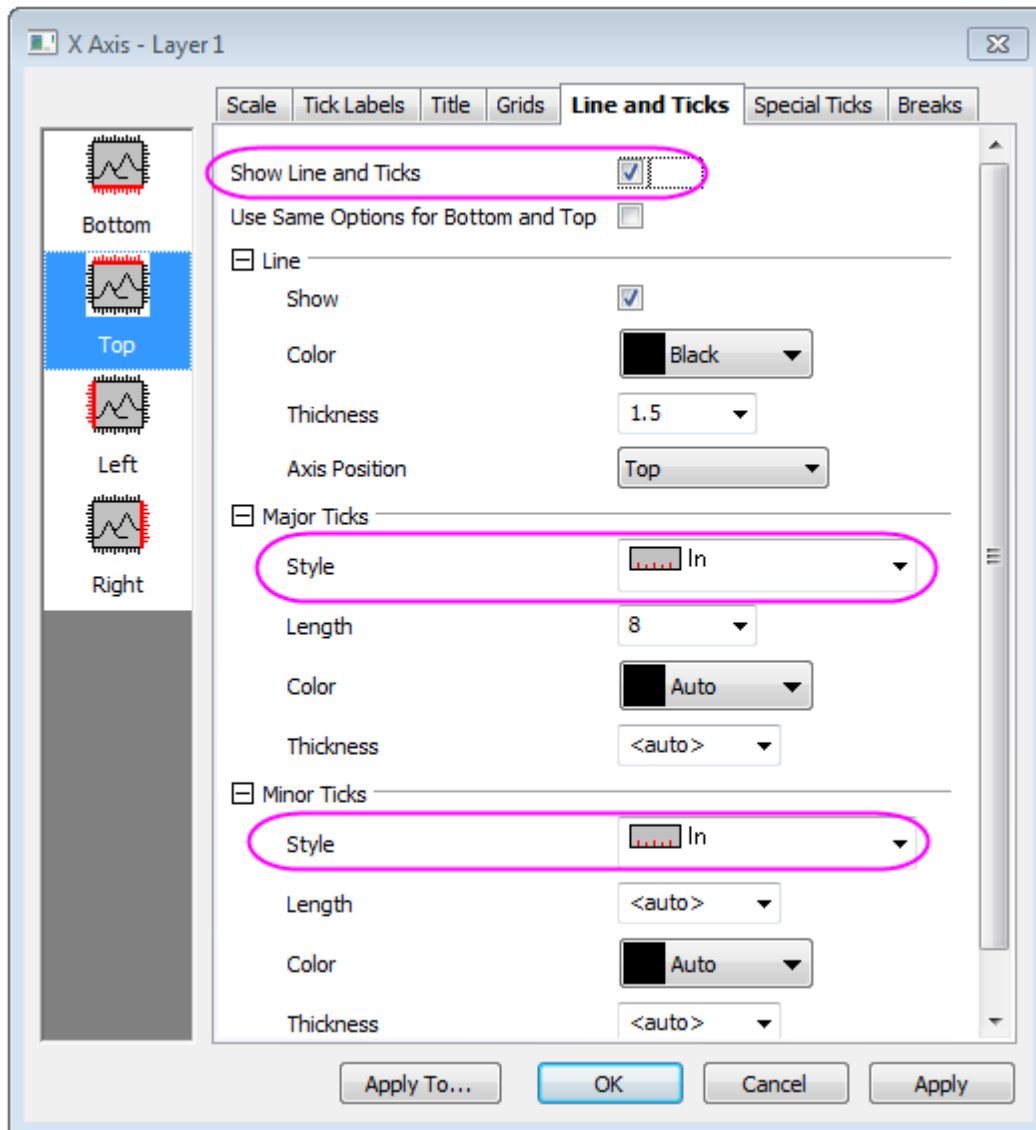 X Axis - Layer 1
Scale Tick Labels Title Grids Line and Ticks Special Ticks Breaks
Bottom
Top
Left
Right
Show Line and Ticks
Use Same Options for Bottom and Top
Line
Show
Color Black
Thickness 1.5
Axis Position Top
Major Ticks
Style In
Length 8
Color Auto
Thickness <auto>
Minor Ticks
Style In
Length <auto>
Color Auto
Thickness <auto>
Apply To... OK Cancel Apply